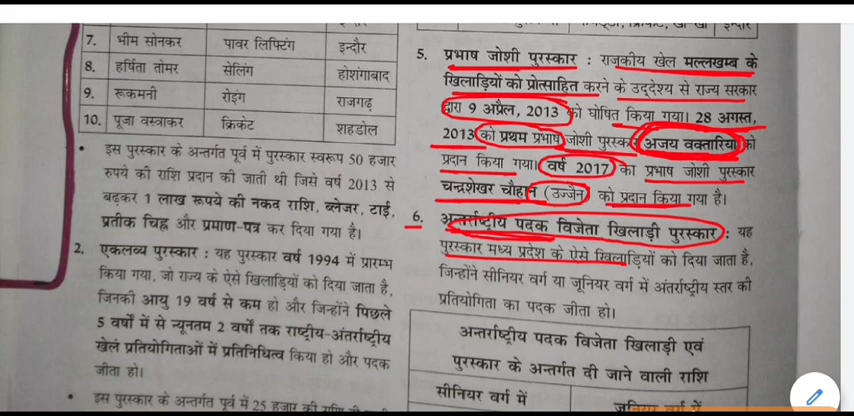 7. भीम सोनकर पावर लिफ्टिंग इन्दौर
8. हर्षिता तोमर सेलिंग होशंगाबाद
9. रूकमनी रोइंग राजगढ़
10. पूजा वस्त्राकर क्रिकेट शहडोल
• इस पुरस्कार के अन्तर्गत पूर्व में पुरस्कार स्वरूप 50 हजार
रुपये की राशि प्रदान की जाती थी जिसे वर्ष 2013 से
बढ़कर 1 लाख रूपये की नकद राशि, ब्लेजर, टाई,
प्रतीक चिह्न और प्रमाण-पत्र कर दिया गया है।
2. एकलव्य पुरस्कार : यह पुरस्कार वर्ष 1994 में प्रारम्भ
किया गया, जो राज्य के ऐसे खिलाड़ियों को दिया जाता है,
जिनकी आयु 19 वर्ष से कम हो और जिन्होंने पिछले
5 वर्षों में से न्यूनतम 2 वर्षों तक राष्ट्रीय-अंतर्राष्ट्रीय
खेल प्रतियोगिताओं में प्रतिनिधित्व किया हो और पदक
जीता हो।
• इस पुरस्कार के अन्तर्गत पूर्व में 25 हजार की राशि
इन्दौर
5. प्रभाष जोशी पुरस्कार : राजकीय खेल मल्लखम्ब के
खिलाड़ियों को प्रोत्साहित करने के उद्देश्य से राज्य सरकार
द्वारा 9 अप्रैल, 2013 को घोषित किया गया। 28 अगस्त,
2013 को प्रथम प्रभाष जोशी पुरस्कार अजय वक्तारिया को
प्रदान किया गया। वर्ष 2017 का प्रभाष जोशी पुरस्कार
चन्द्रशेखर चौहान (उज्जैन) को प्रदान किया गया है।
6. अन्तर्राष्ट्रीय पदक विजेता खिलाड़ी पुरस्कार : यह
पुरस्कार मध्य प्रदेश के ऐसे खिलाड़ियों को दिया जाता है,
जिन्होंने सीनियर वर्ग या जूनियर वर्ग में अंतर्राष्ट्रीय स्तर की
प्रतियोगिता का पदक जीता हो।
अन्तर्राष्ट्रीय पदक विजेता खिलाड़ी एवं
पुरस्कार के अन्तर्गत दी जाने वाली राशि
सीनियर वर्ग में जूनियर वर्ग में